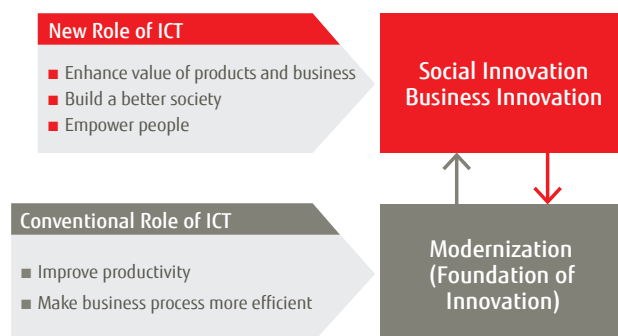 New Role of ICT
Enhance value of products and business
Build a better society
Empower people
Social Innovation
Business Innovation
Conventional Role of ICT
Improve productivity
Make business process more efficient
Modernization
(Foundation of
Innovation)